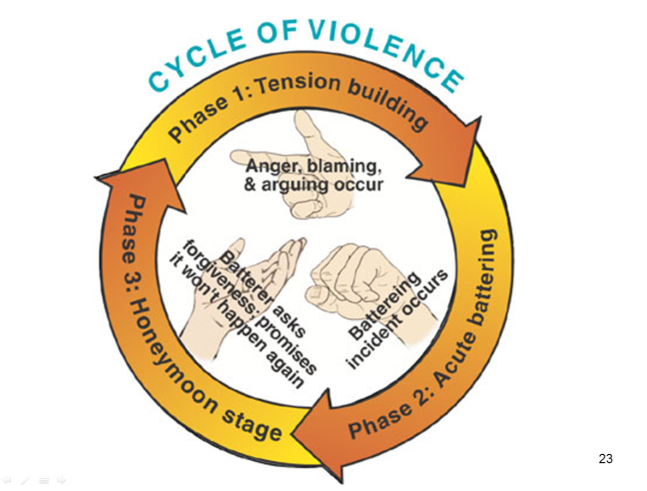 CYCLE OF VIOLENCE
Phase 1: Tension building
Anger, blaming,
& arguing occur
Phase 2: Acute battering
Battereing
incident occurs
Phase 3: Honeymoon stage
Batterer asks
forgiveness, promises
it won't happen again
23